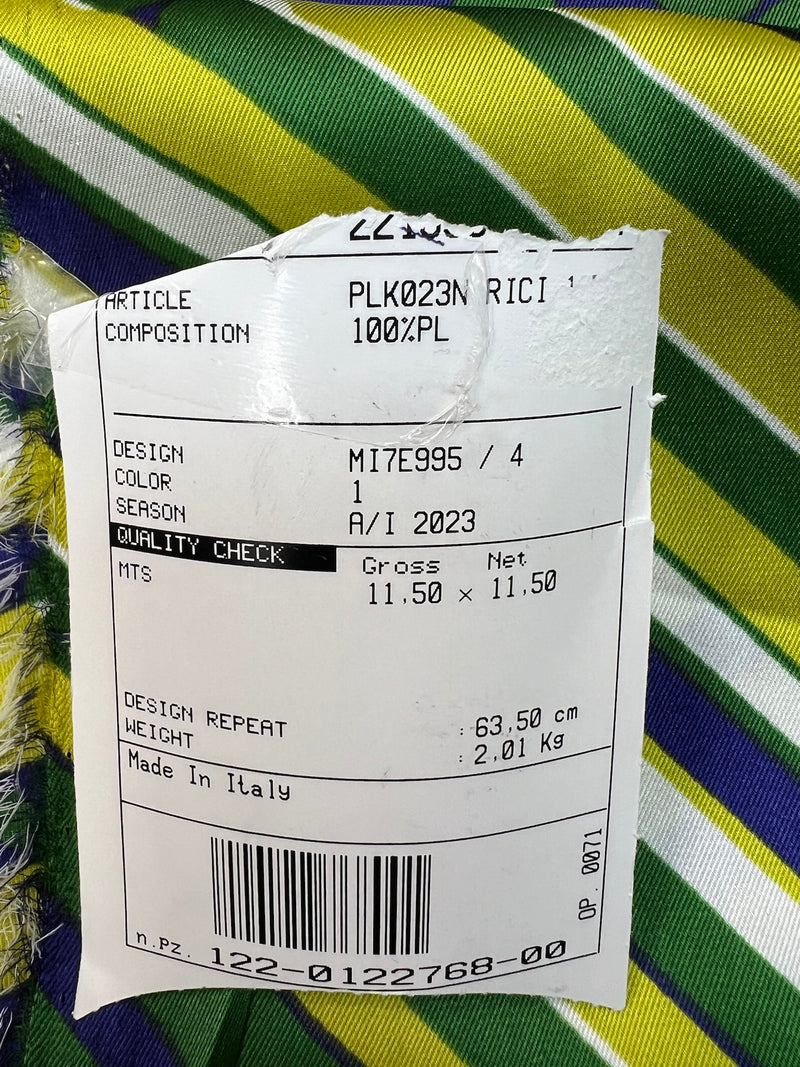 ARTICLE PLK023N RICI
COMPOSITION 100%PL
DESIGN MI7E995 / 4
COLOR 1
SEASON A/I 2023
QUALITY CHECK Gross Net
MTS 11,50 × 11,50
DESIGN REPEAT : 63,50 cm
WEIGHT : 2,01 Kg
Made In Italy
OP. 0071
n.Pz. 122-0122768-00